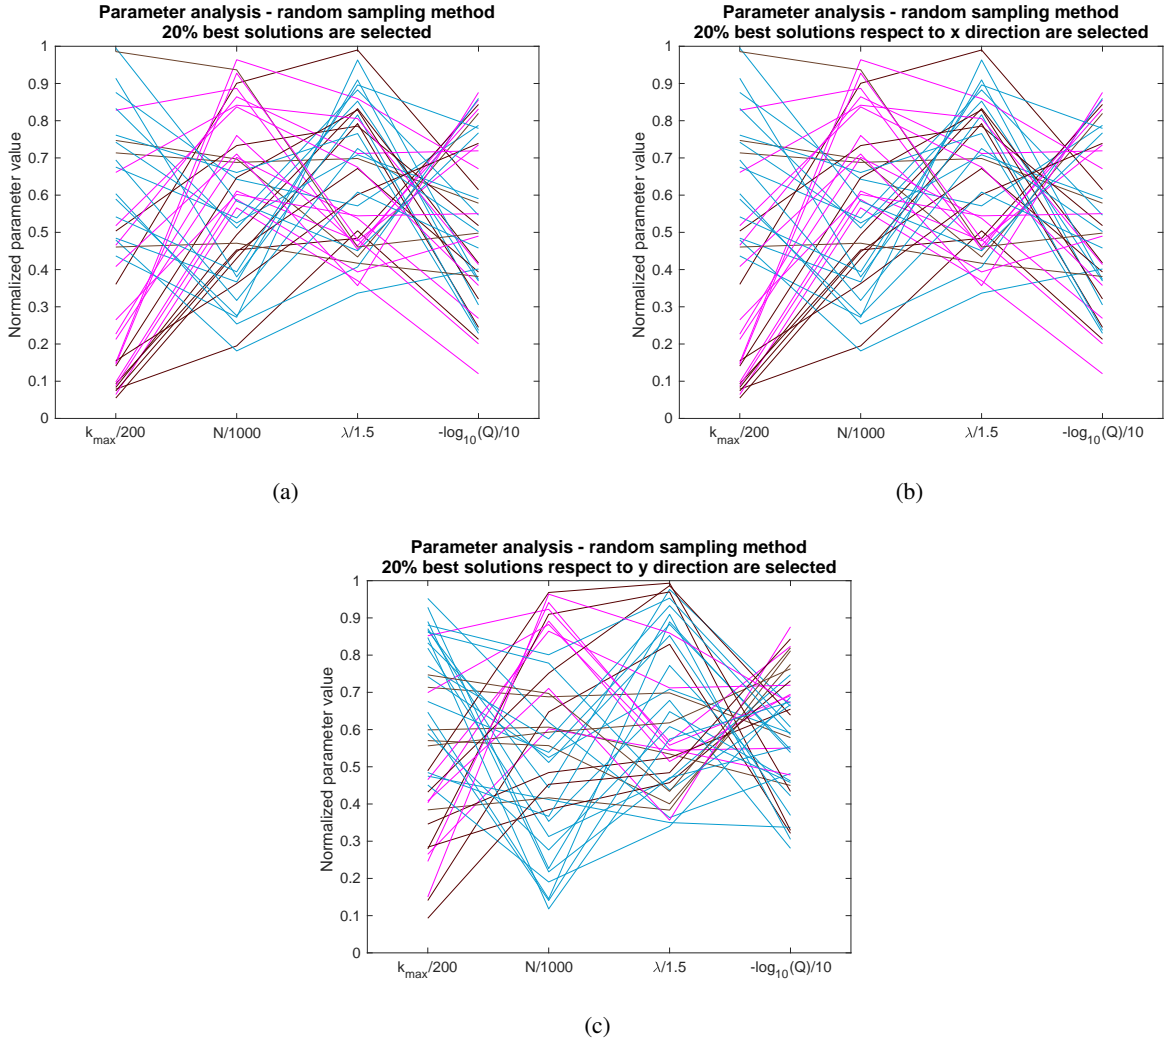 Parameter analysis - random sampling method
20% best solutions are selected
1
0.9
0.8
0.7
0.6
0.5
0.4
0.3
0.2
0.1
0
Normalized parameter value
k_max/200 N/1000 λ/1.5 -log_10(Q)/10
(a)
Parameter analysis - random sampling method
20% best solutions respect to x direction are selected
1
0.9
0.8
0.7
0.6
0.5
0.4
0.3
0.2
0.1
0
Normalized parameter value
k_max/200 N/1000 λ/1.5 -log_10(Q)/10
(b)
Parameter analysis - random sampling method
20% best solutions respect to y direction are selected
1
0.9
0.8
0.7
0.6
0.5
0.4
0.3
0.2
0.1
0
Normalized parameter value
k_max/200 N/1000 λ/1.5 -log_10(Q)/10
(c)